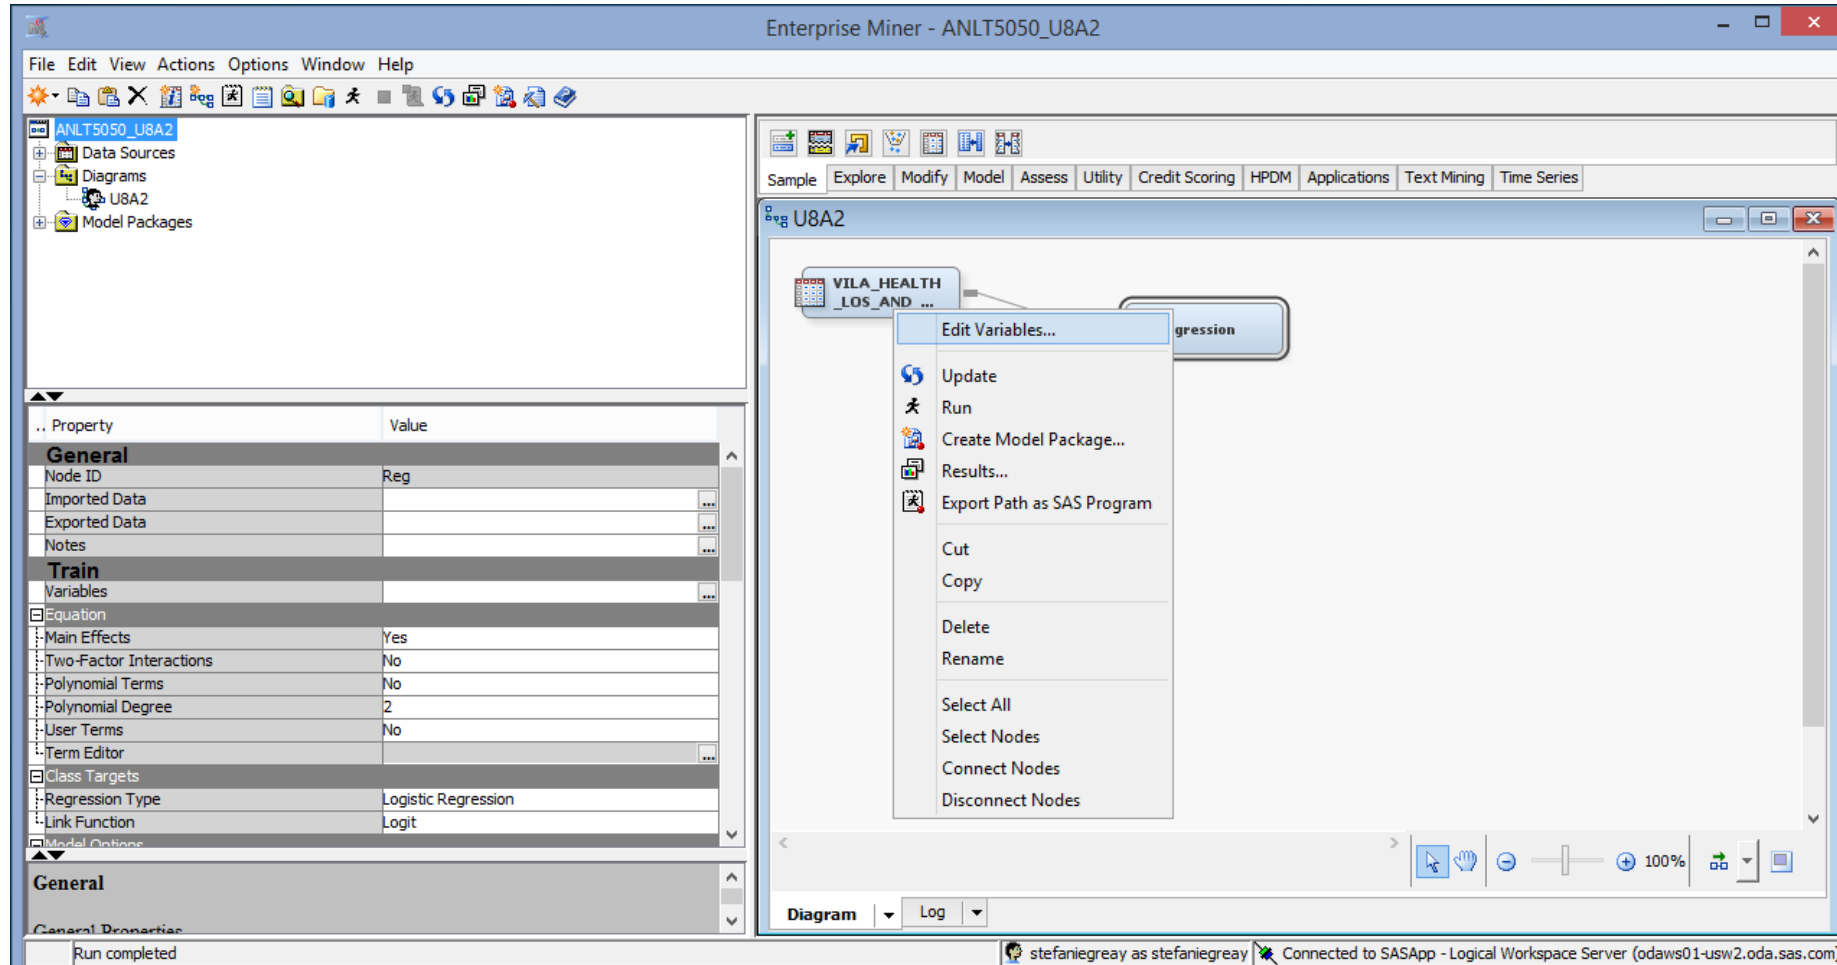 Enterprise Miner - ANLT5050_U8A2
File Edit View Actions Options Window Help
ANLT5050_U8A2
Data Sources
Diagrams
U8A2
Model Packages
.. Property Value
General
Node ID Reg
Imported Data ...
Exported Data ...
Notes ...
Train
Variables ...
Equation
Main Effects Yes
Two-Factor Interactions No
Polynomial Terms No
Polynomial Degree 2
User Terms No
Term Editor ...
Class Targets
Regression Type Logistic Regression
Link Function Logit
Model Options
General
General Properties
Sample Explore Modify Model Assess Utility Credit Scoring HPDM Applications Text Mining Time Series
U8A2
VILA_HEALTH
_LOS_AND_...
gression
Edit Variables...
Update
Run
Create Model Package...
Results...
Export Path as SAS Program
Cut
Copy
Delete
Rename
Select All
Select Nodes
Connect Nodes
Disconnect Nodes
100%
Diagram Log
Run completed
stefaniegreay as stefaniegreay Connected to SASApp - Logical Workspace Server (odaws01-usw2.oda.sas.com)